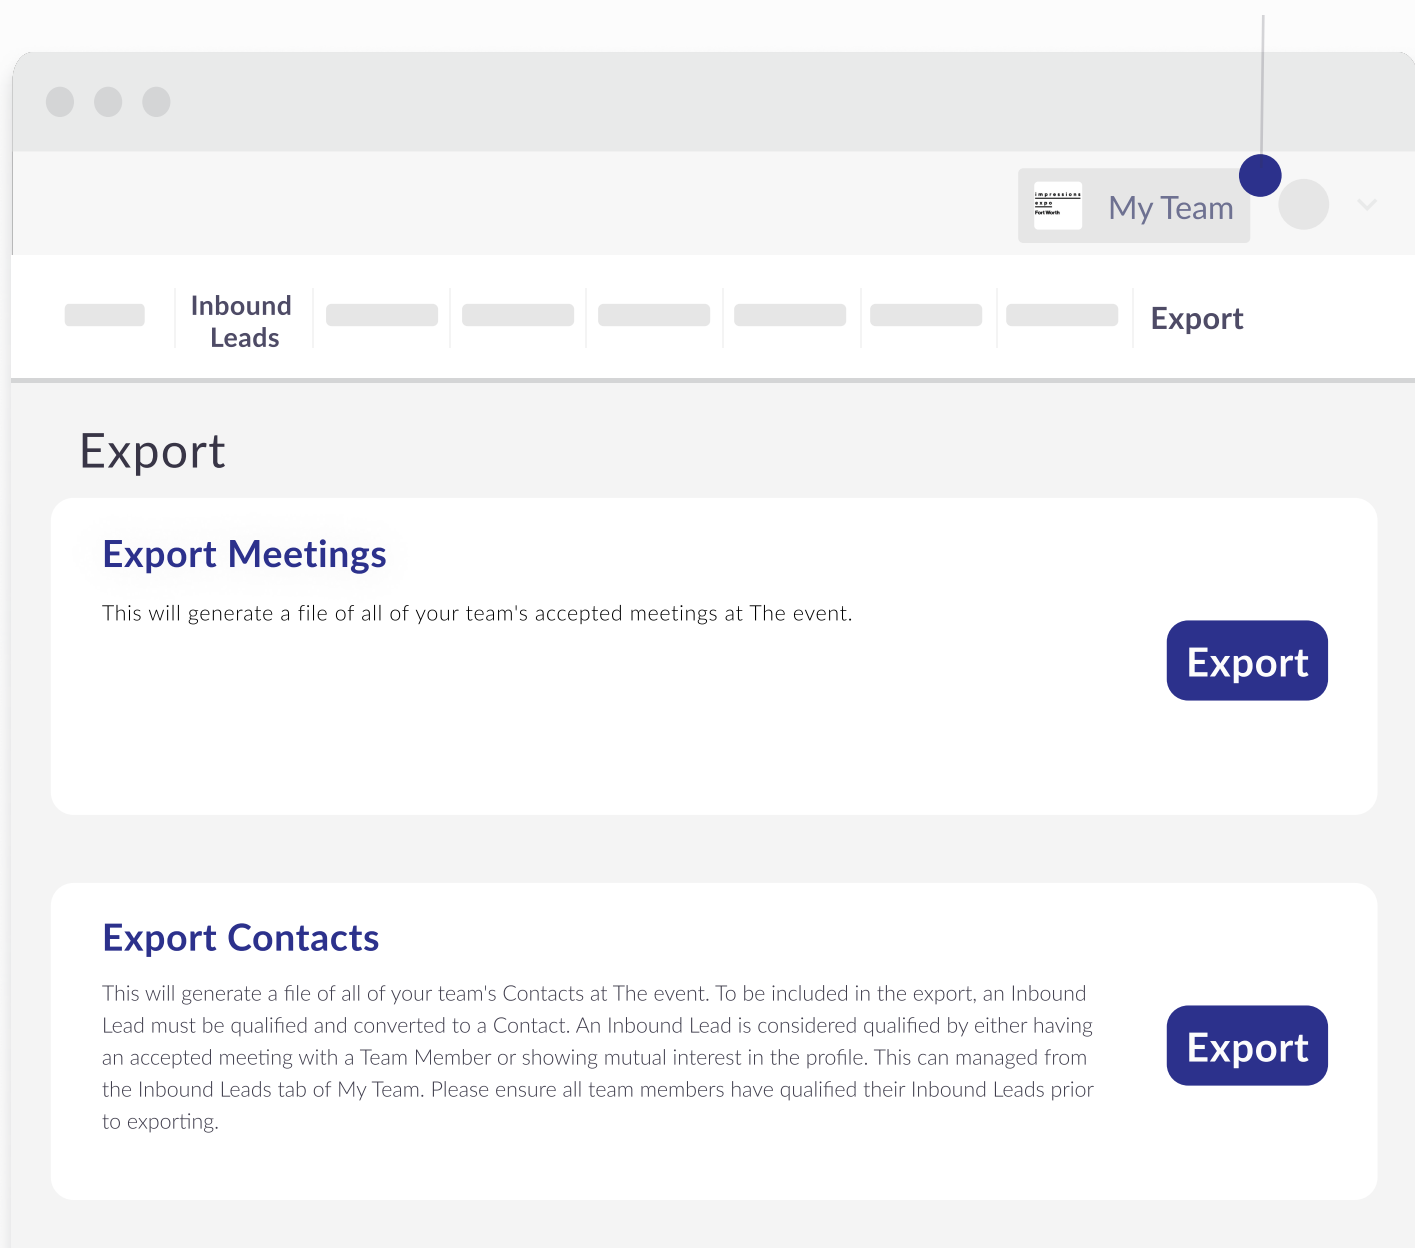 impressions
expo
Fort Worth
My Team
Inbound
Leads
Export
Export
Export Meetings
This will generate a file of all of your team's accepted meetings at The event.
Export
Export Contacts
This will generate a file of all of your team's Contacts at The event. To be included in the export, an Inbound
Lead must be qualified and converted to a Contact. An Inbound Lead is considered qualified by either having
an accepted meeting with a Team Member or showing mutual interest in the profile. This can managed from
the Inbound Leads tab of My Team. Please ensure all team members have qualified their Inbound Leads prior
to exporting.
Export